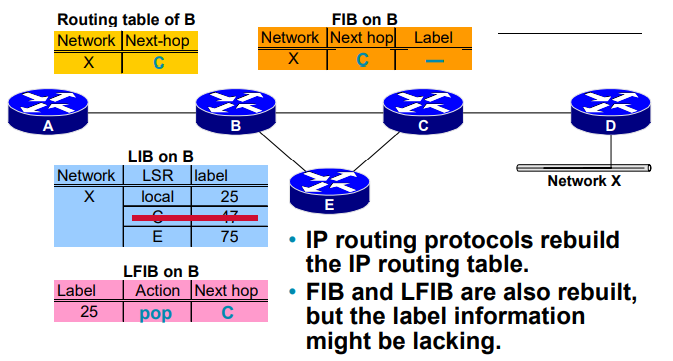 Routing table of B
Network Next-hop
X C
FIB on B
Network Next hop Label
X C —
A
B
C
D
E
Network X
LIB on B
Network LSR label
X local 25
C 47
E 75
LFIB on B
Label Action Next hop
25 pop C
• IP routing protocols rebuild
the IP routing table.
• FIB and LFIB are also rebuilt,
but the label information
might be lacking.